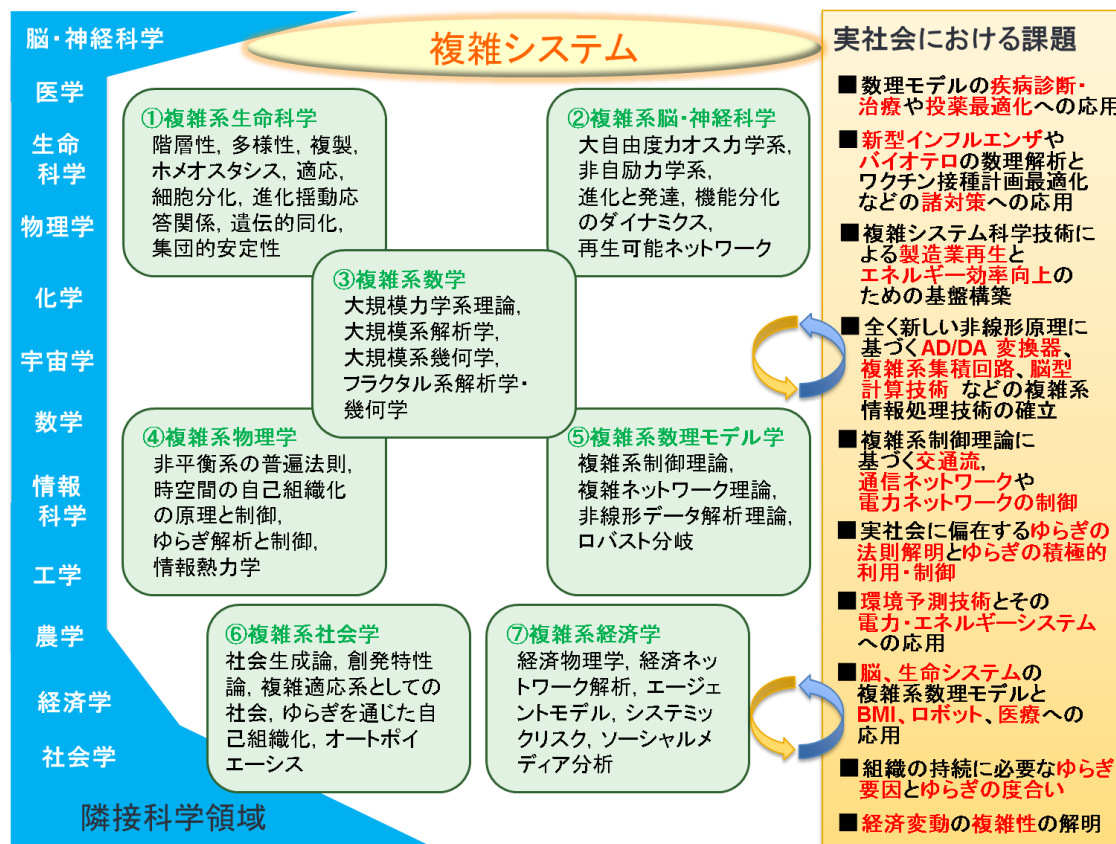 複雑システム
脳・神経科学
医学
生命
科学
物理学
化学
宇宙学
数学
情報
科学
工学
農学
経済学
社会学
隣接科学領域
①複雑系生命科学
階層性, 多様性, 複製,
ホメオスタシス, 適応,
細胞分化, 進化揺動応
答関係, 遺伝的同化,
集団的安定性
②複雑系脳・神経科学
大自由度カオス力学系,
非自励力学系,
進化と発達, 機能分化
のダイナミクス,
再生可能ネットワーク
③複雑系数学
大規模力学系理論,
大規模系解析学,
大規模系幾何学,
フラクタル系解析学・
幾何学
④複雑系物理学
非平衡系の普遍法則,
時空間の自己組織化
の原理と制御,
ゆらぎ解析と制御,
情報熱力学
⑤複雑系数理モデル学
複雑系制御理論,
複雑ネットワーク理論,
非線形データ解析理論,
ロバスト分岐
⑥複雑系社会学
社会生成論, 創発特性
論, 複雑適応系としての
社会, ゆらぎを通じた自
己組織化, オートポイ
エーシス
⑦複雑系経済学
経済物理学, 経済ネッ
トワーク解析, エージェ
ントモデル, システミッ
クリスク, ソーシャルメ
ディア分析
実社会における課題
■数理モデルの疾病診断・
治療や投薬最適化への応用
■新型インフルエンザや
バイオテロの数理解析と
ワクチン接種計画最適化
などの諸対策への応用
■複雑システム科学技術に
よる製造業再生と
エネルギー効率向上の
ための基盤構築
■全く新しい非線形原理に
基づくAD/DA 変換器、
複雑系集積回路、脳型
計算技術 などの複雑系
情報処理技術の確立
■複雑系制御理論に
基づく交通流,
通信ネットワークや
電力ネットワークの制御
■実社会に偏在するゆらぎの
法則解明とゆらぎの積極的
利用・制御
■環境予測技術とその
電力・エネルギーシステム
への応用
■脳、生命システムの
複雑系数理モデルと
BMI、ロボット、医療への
応用
■組織の持続に必要なゆらぎ
要因とゆらぎの度合い
■経済変動の複雑性の解明